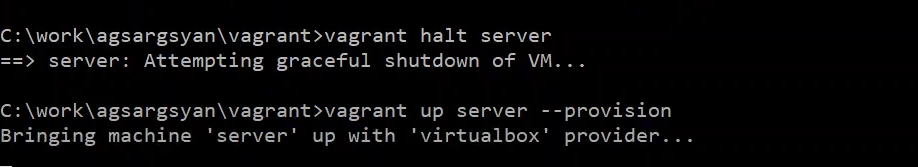 C:\work\agsargsyan\vagrant>vagrant halt server
==> server: Attempting graceful shutdown of VM...
C:\work\agsargsyan\vagrant>vagrant up server --provision
Bringing machine 'server' up with 'virtualbox' provider...